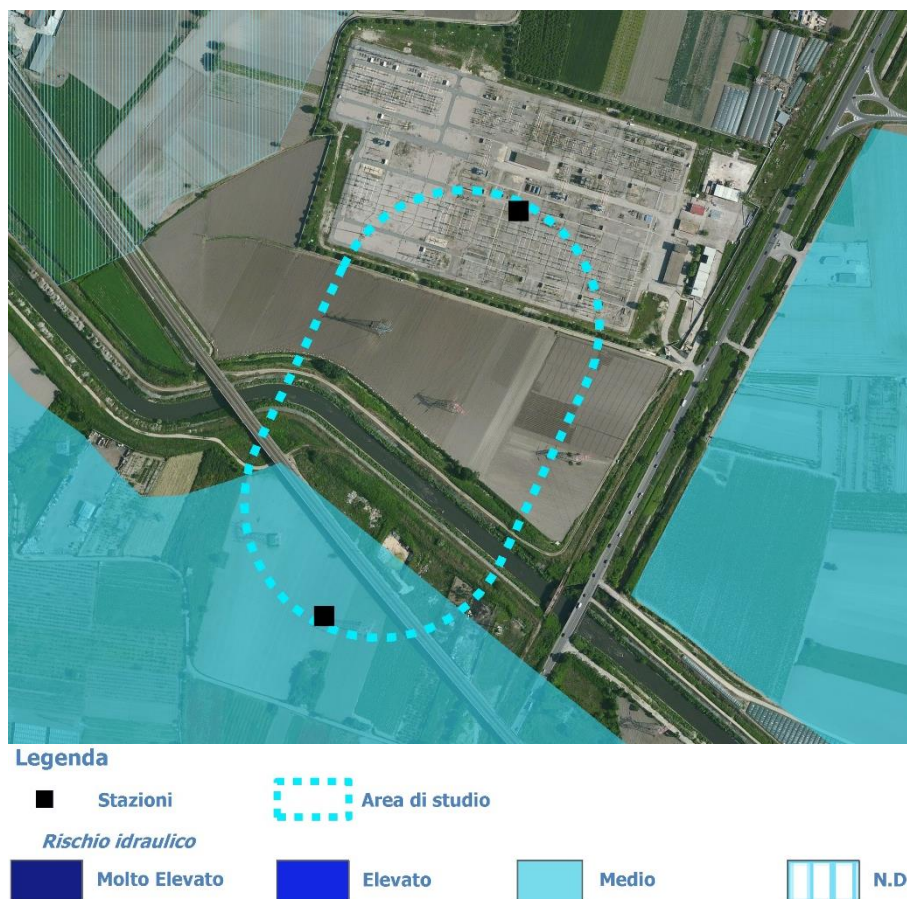 Legenda
Stazioni Area di studio
Rischio idraulico
Molto Elevato Elevato Medio N.D